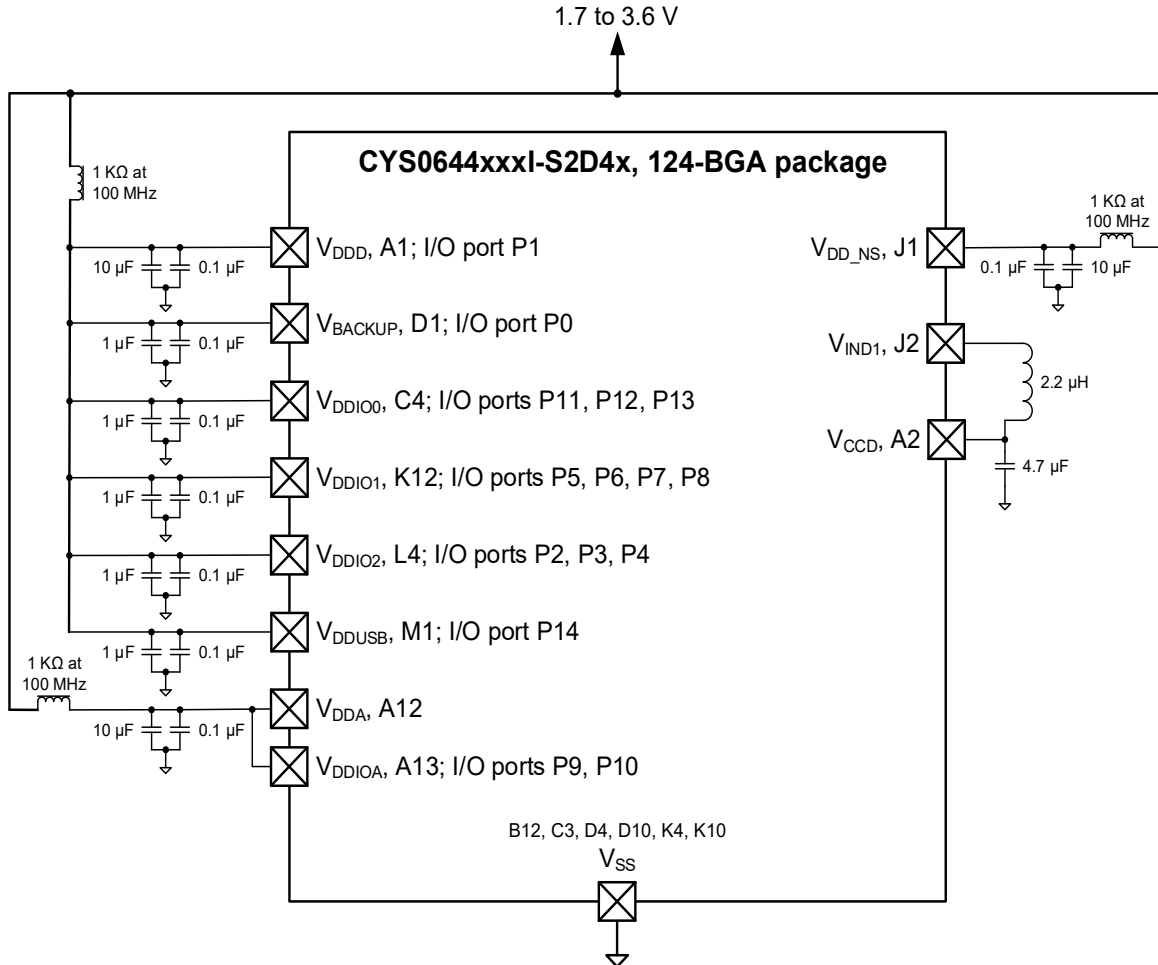 1.7 to 3.6 V
CYS0644xxxI-S2D4x, 124-BGA package
1 KΩ at
100 MHz
1 KΩ at
100 MHz
10 µF
0.1 µF
VDDD, A1; I/O port P1
VDD_NS, J1
0.1 µF
10 µF
1 µF
0.1 µF
VBACKUP, D1; I/O port P0
VIND1, J2
2.2 µH
1 µF
0.1 µF
VDDIO0, C4; I/O ports P11, P12, P13
VCCD, A2
4.7 µF
1 µF
0.1 µF
VDDIO1, K12; I/O ports P5, P6, P7, P8
1 µF
0.1 µF
VDDIO2, L4; I/O ports P2, P3, P4
1 µF
0.1 µF
VDDUSB, M1; I/O port P14
1 KΩ at
100 MHz
10 µF
0.1 µF
VDDA, A12
VDDIOA, A13; I/O ports P9, P10
B12, C3, D4, D10, K4, K10
VSS